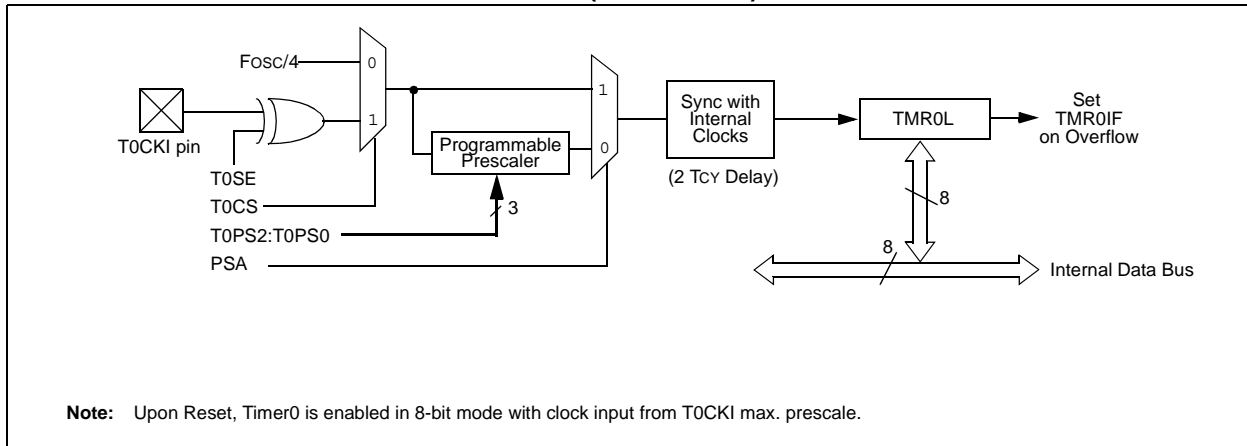 Fosc/4
0
1
T0CKI pin
T0SE
T0CS
T0PS2:T0PS0
PSA
Programmable
Prescaler
3
1
0
Sync with
Internal
Clocks
(2 TCY Delay)
TMR0L
Set
TMR0IF
on Overflow
8
8
Internal Data Bus
Note: Upon Reset, Timer0 is enabled in 8-bit mode with clock input from T0CKI max. prescale.